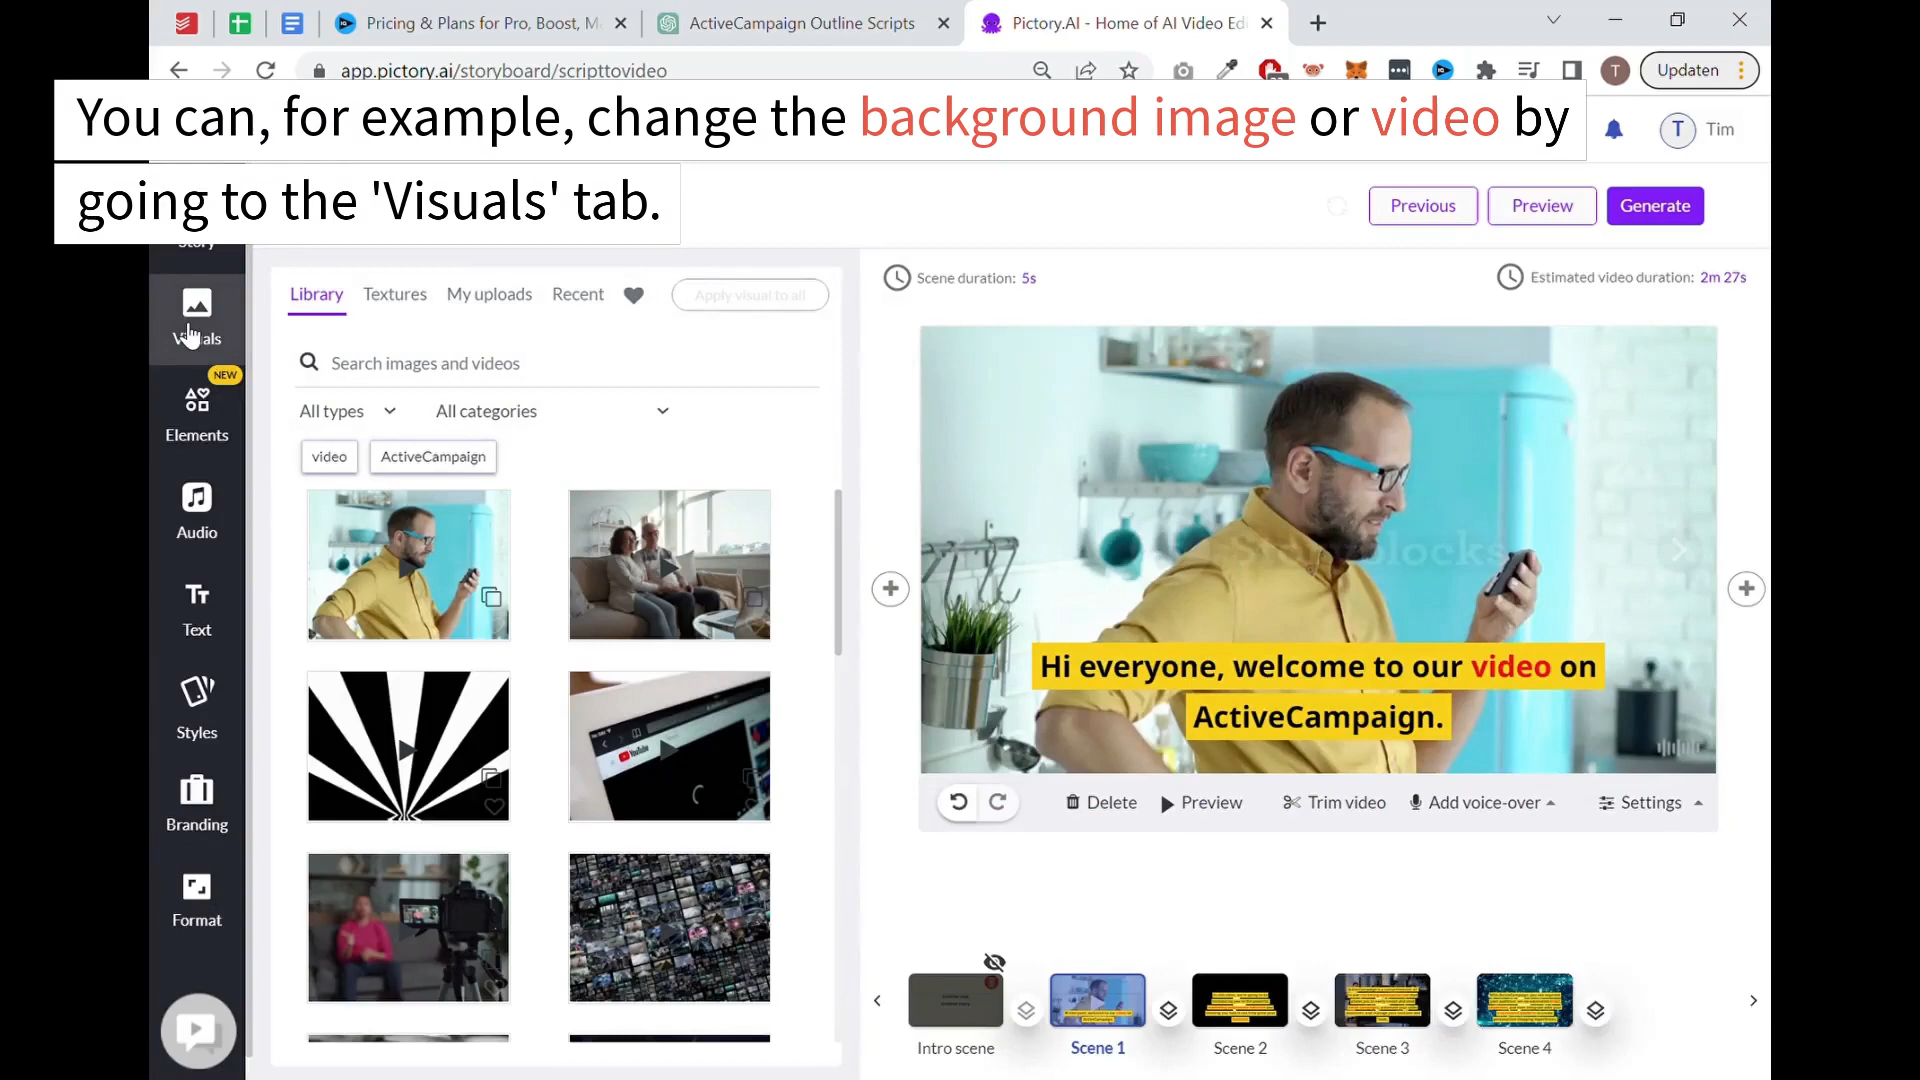 Pricing & Plans for Pro, Boost, M
ActiveCampaign Outline Scripts
Pictory.AI - Home of AI Video Edi
app.pictory.ai/storyboard/scripttovideo
T
Updaten
You can, for example, change the background image or video by
going to the 'Visuals' tab.
T
Tim
Previous
Preview
Generate
Story
Visuals
NEW
Elements
Audio
Text
Styles
Branding
Format
Library
Textures
My uploads
Recent
Apply visual to all
Search images and videos
All types
All categories
video
ActiveCampaign
YouTube
Scene duration: 5s
Estimated video duration: 2m 27s
Hi everyone, welcome to our video on
ActiveCampaign.
Delete
Preview
Trim video
Add voice-over
Settings
Intro scene
Scene 1
Scene 2
Scene 3
Scene 4